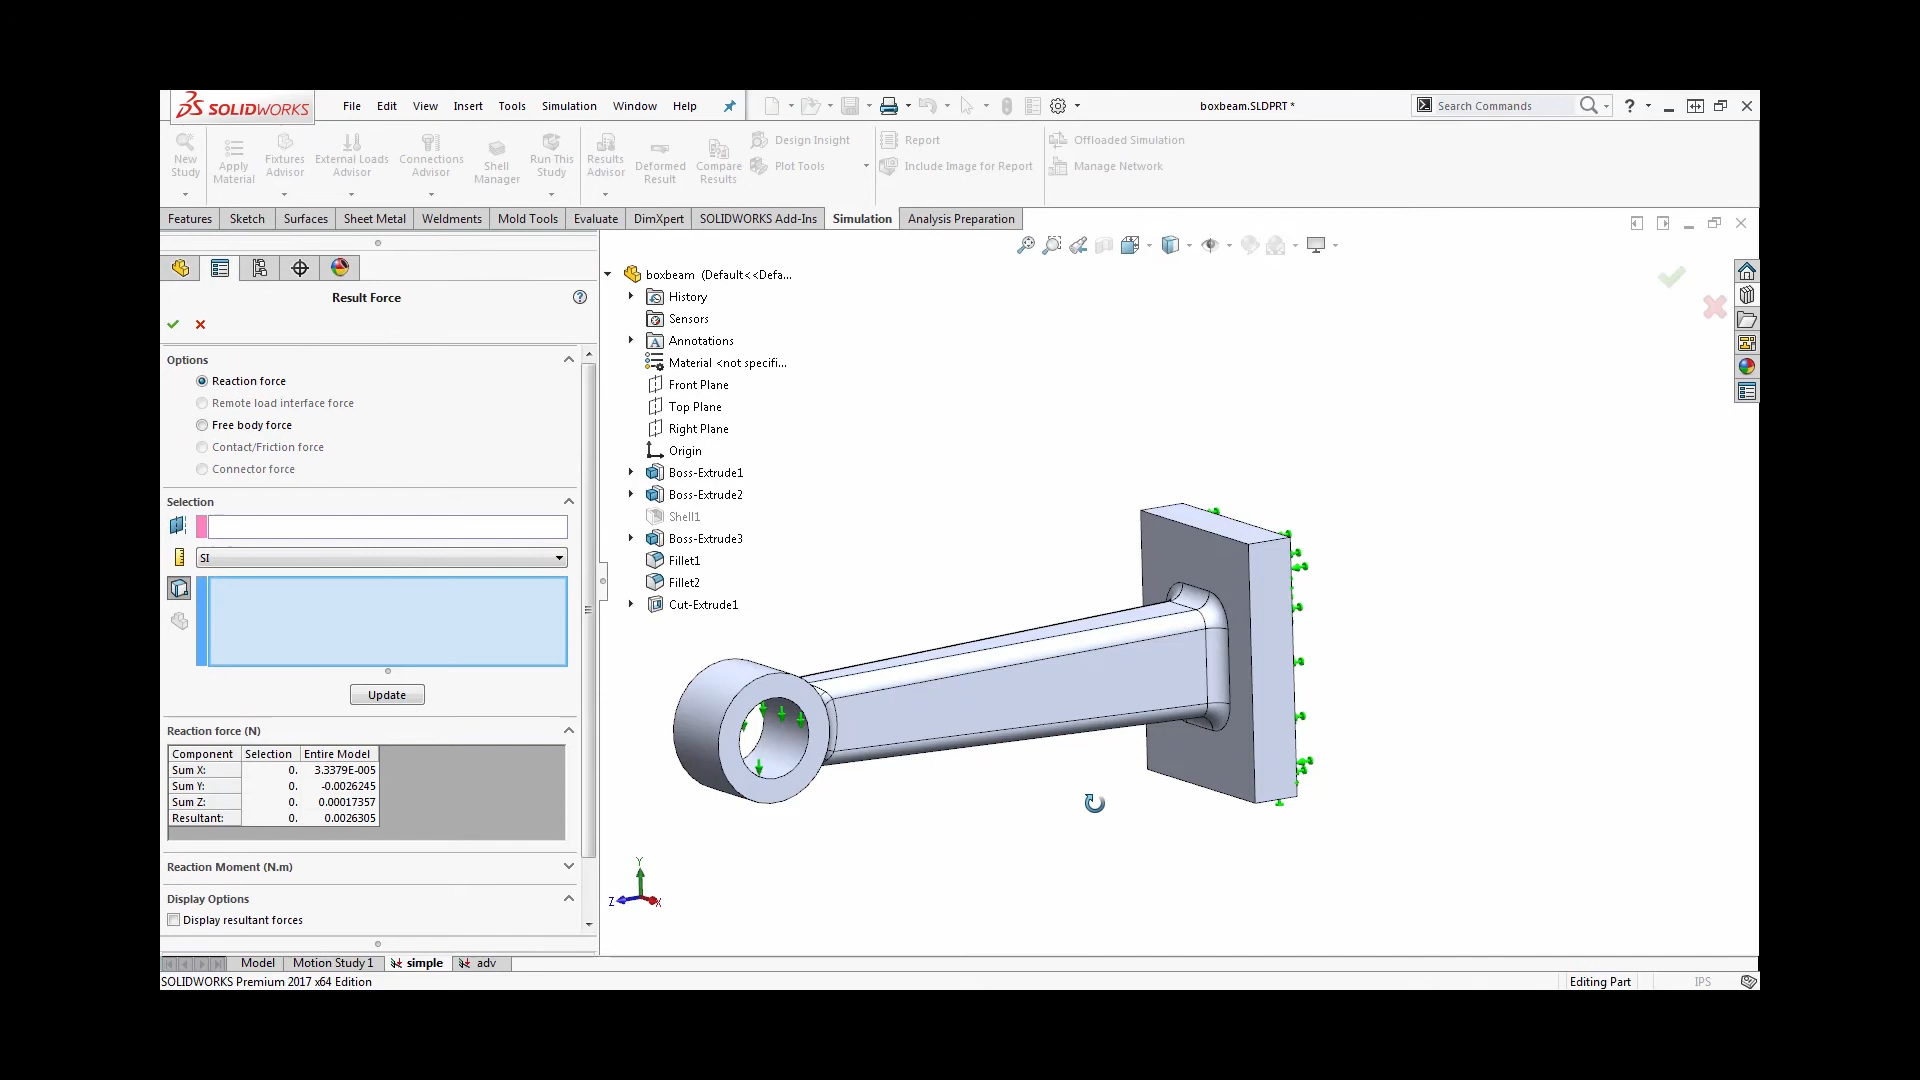 SOLIDWORKS File Edit View Insert Tools Simulation Window Help boxbeam.SLDPRT * Search Commands ?
New Study Apply Material Fixtures Advisor External Loads Advisor Connections Advisor Shell Manager Run This Study Results Advisor Deformed Result Compare Results Design Insight Plot Tools Report Include Image for Report Offloaded Simulation Manage Network
Features Sketch Surfaces Sheet Metal Weldments Mold Tools Evaluate DimXpert SOLIDWORKS Add-Ins Simulation Analysis Preparation
Result Force
Options
Reaction force
Remote load interface force
Free body force
Contact/Friction force
Connector force
Selection
SI
Update
Reaction force (N)
Component Selection Entire Model
Sum X: 0. 3.3379E-005
Sum Y: 0. -0.0026245
Sum Z: 0. 0.00017357
Resultant: 0. 0.0026305
Reaction Moment (N.m)
Display Options
Display resultant forces
boxbeam (Default<<Defa...
History
Sensors
Annotations
Material <not specifi...
Front Plane
Top Plane
Right Plane
Origin
Boss-Extrude1
Boss-Extrude2
Shell1
Boss-Extrude3
Fillet1
Fillet2
Cut-Extrude1
Y
Z X
Model Motion Study 1 simple adv
SOLIDWORKS Premium 2017 x64 Edition Editing Part IPS